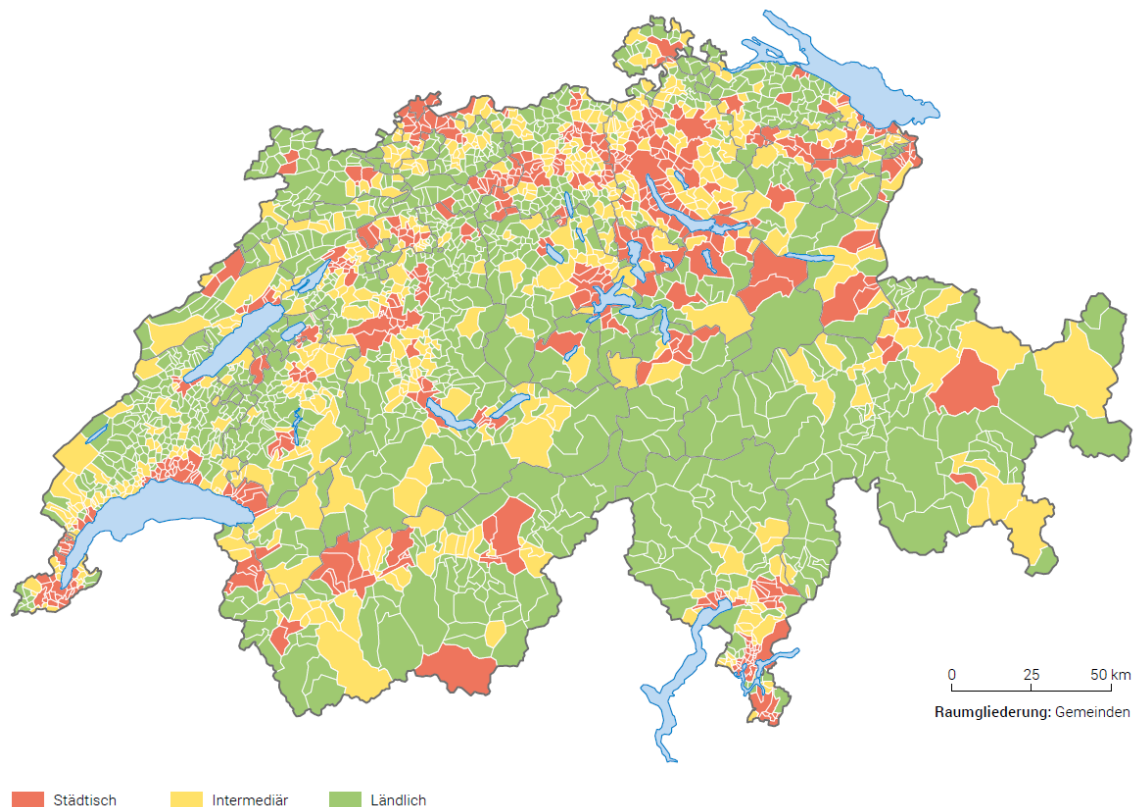 0 25 50 km
Raumgliederung: Gemeinden
Städtisch Intermediär Ländlich